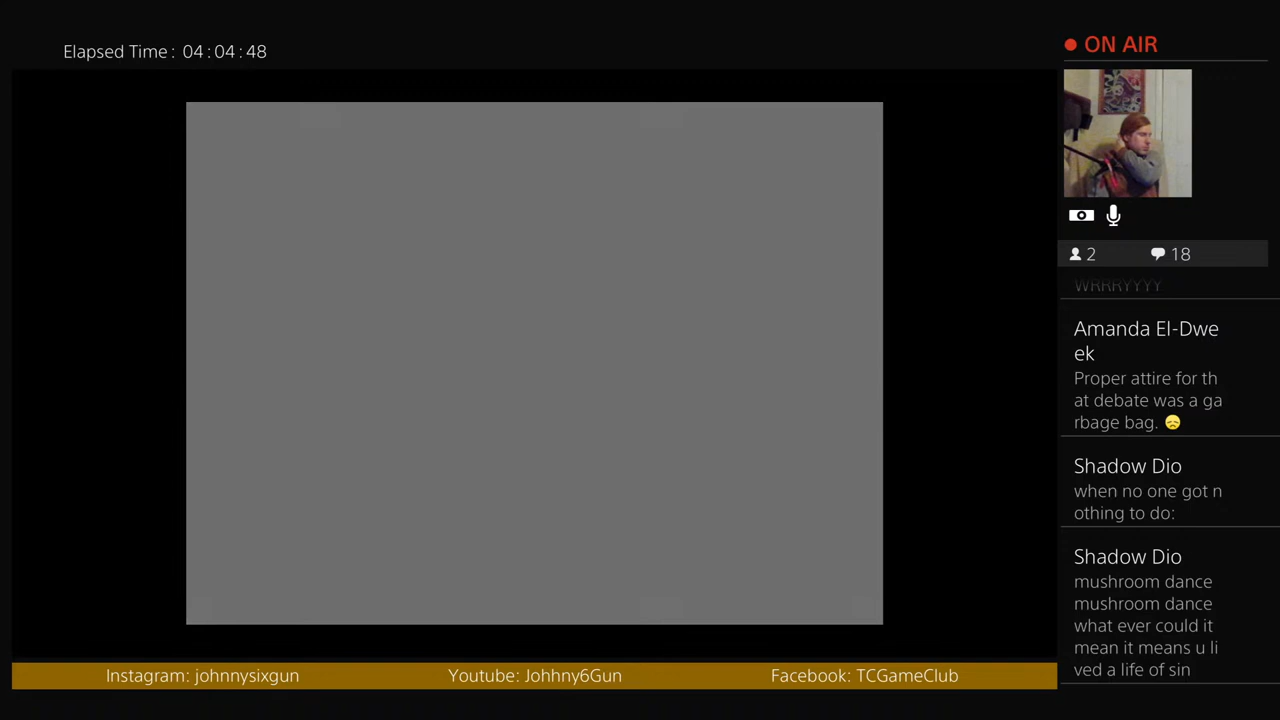 Elapsed Time: 04:04:48
ON AIR
2
18
WRRRYYYY
Amanda El-Dwe
ek
Proper attire for th
at debate was a ga
rbage bag. 😞
Shadow Dio
when no one got n
othing to do:
Shadow Dio
mushroom dance
mushroom dance
what ever could it
mean it means u li
ved a life of sin
Instagram: johnnysixgun
Youtube: Johhny6Gun
Facebook: TCGameClub